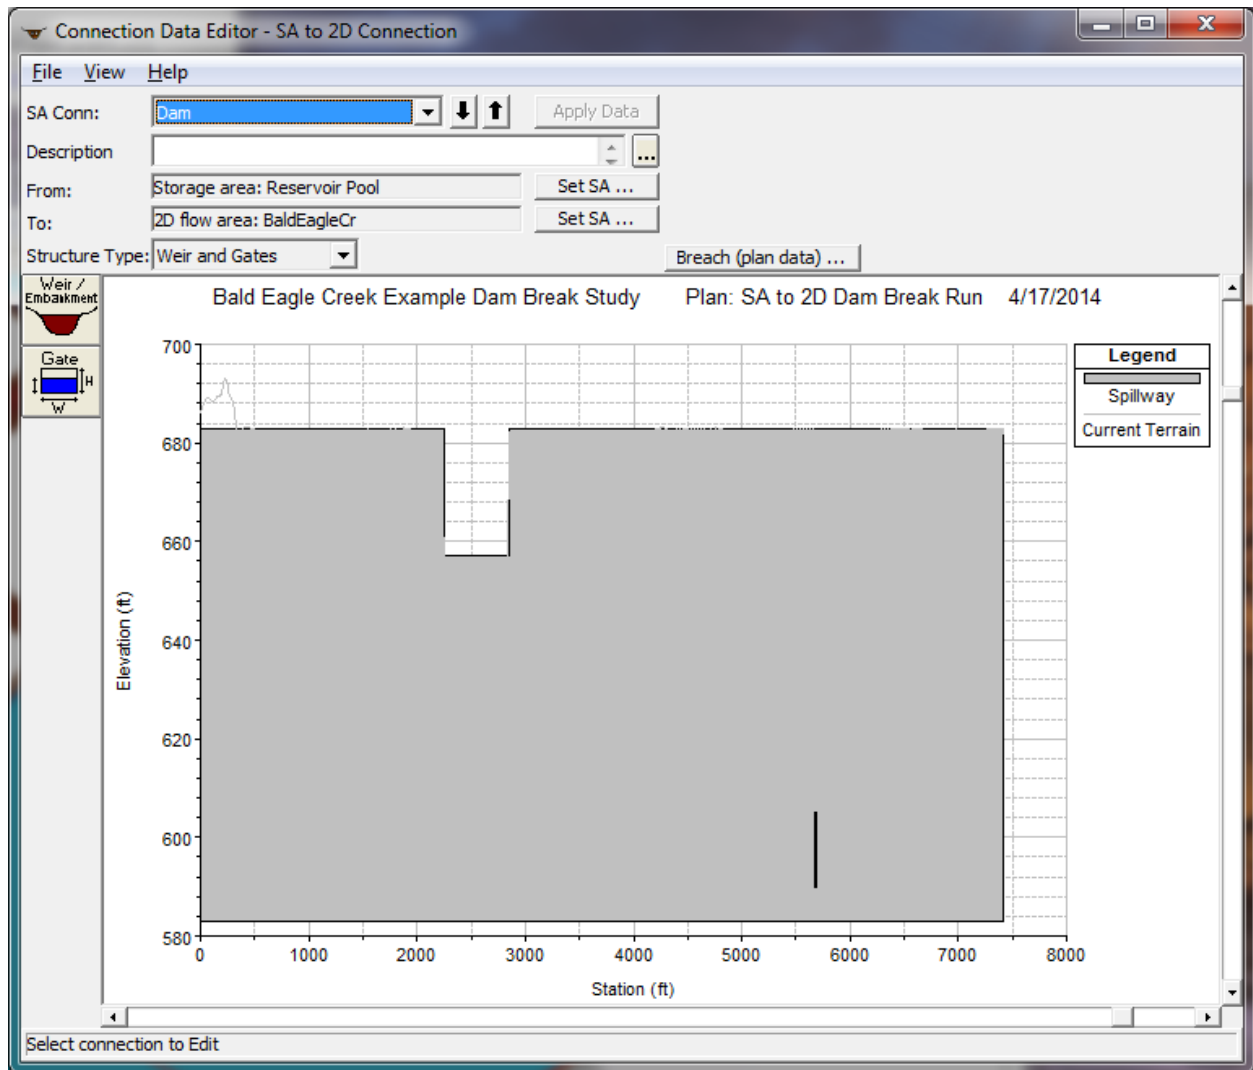 Connection Data Editor - SA to 2D Connection
File View Help
SA Conn: Dam Apply Data
Description ...
From: Storage area: Reservoir Pool Set SA ...
To: 2D flow area: BaldEagleCr Set SA ...
Structure Type: Weir and Gates Breach (plan data) ...
Weir /
Embankment
Gate
H
W
Bald Eagle Creek Example Dam Break Study Plan: SA to 2D Dam Break Run 4/17/2014
700
680
660
640
620
600
580
Elevation (ft)
0 1000 2000 3000 4000 5000 6000 7000 8000
Station (ft)
Legend
Spillway
Current Terrain
Select connection to Edit